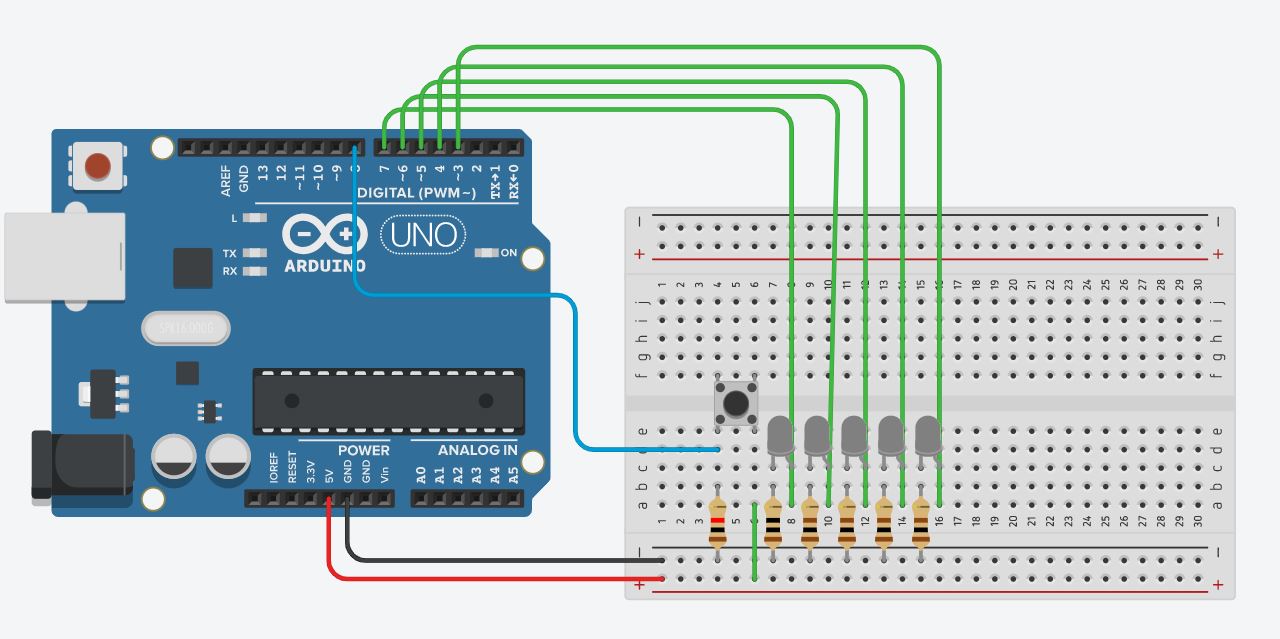 AREF GND 13 12 ~11 ~10 ~9 8 7 ~6 ~5 4 ~3 2 TX→1 RX←0
DIGITAL (PWM~)
L
TX
RX
UNO
ON
ARDUINO
SPK16.000G
IOREF RESET 3.3V 5V GND GND Vin
POWER
A0 A1 A2 A3 A4 A5
ANALOG IN
− −
+ +
1 2 3 4 5 6 7 8 9 10 11 12 13 14 15 16 17 18 19 20 21 22 23 24 25 26 27 28 29 30
j j
i i
h h
g g
f f
e e
d d
c c
b b
a a
1 2 3 4 5 6 7 8 9 10 11 12 13 14 15 16 17 18 19 20 21 22 23 24 25 26 27 28 29 30
− −
+ +